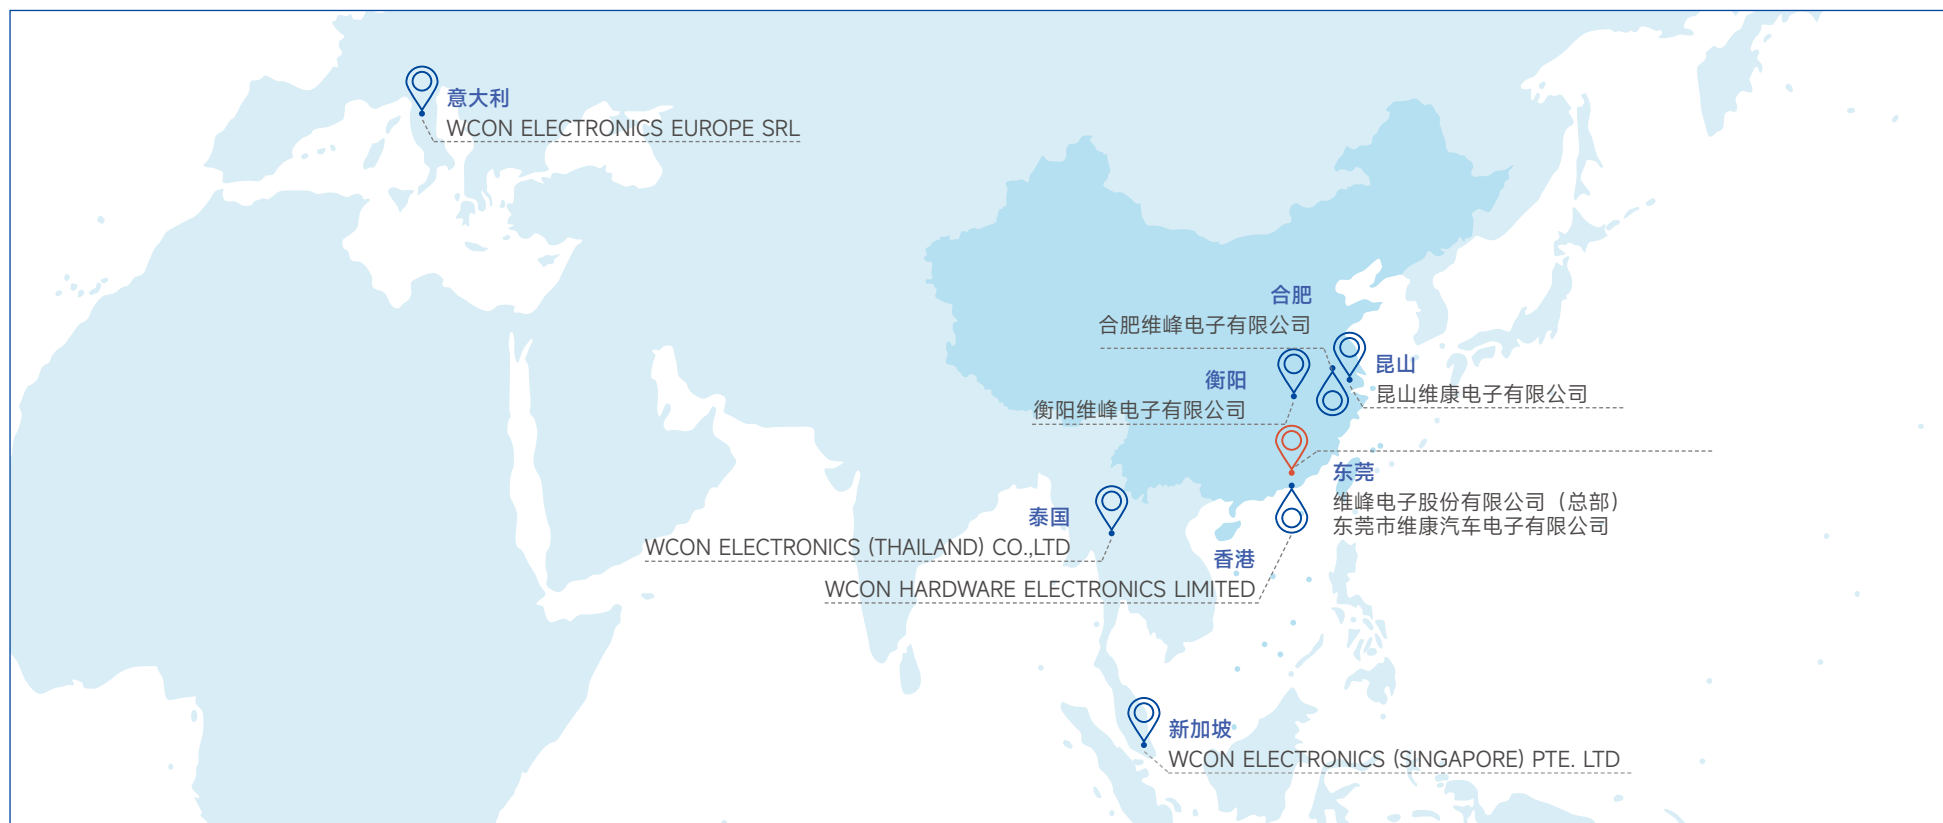 意大利
WCON ELECTRONICS EUROPE SRL
合肥
合肥维峰电子有限公司
昆山
昆山维康电子有限公司
衡阳
衡阳维峰电子有限公司
东莞
维峰电子股份有限公司（总部）
东莞市维康汽车电子有限公司
泰国
WCON ELECTRONICS (THAILAND) CO.,LTD
香港
WCON HARDWARE ELECTRONICS LIMITED
新加坡
WCON ELECTRONICS (SINGAPORE) PTE. LTD